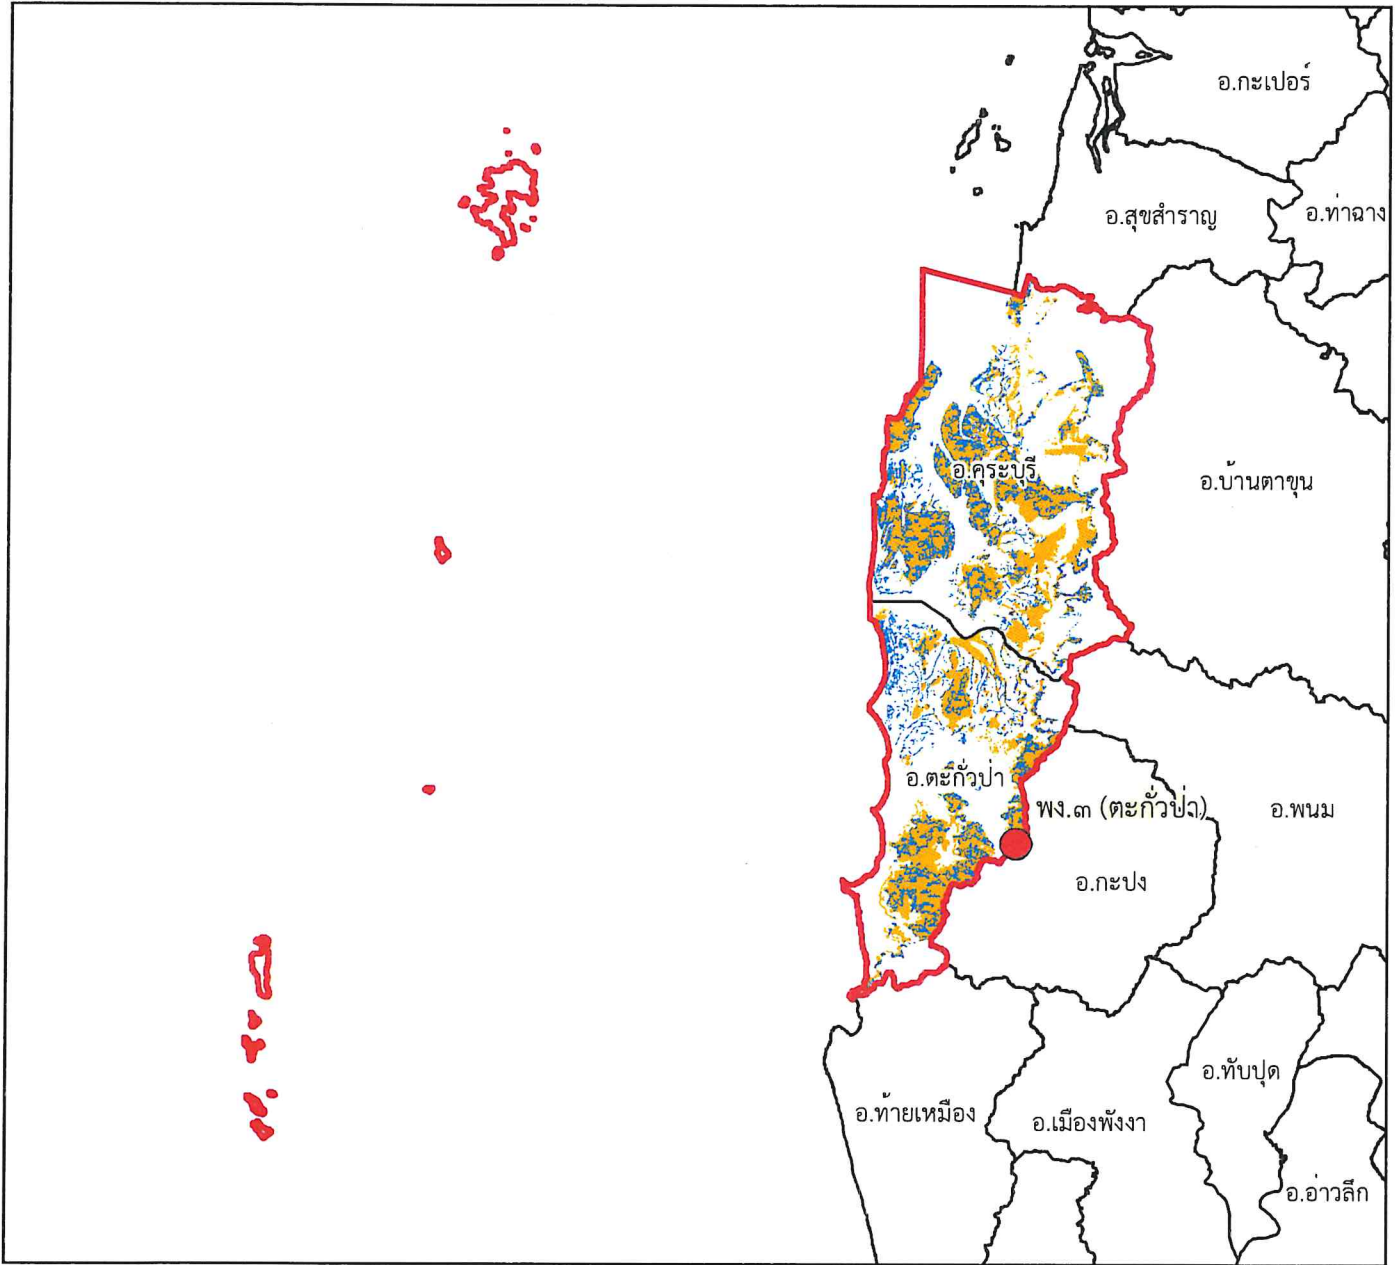 อ.กะเปอร์
อ.สุขสำราญ
อ.ท่าฉาง
อ.คุระบุรี
อ.บ้านตาขุน
อ.ตะกั่วป่า
พง.๓ (ตะกั่วป่า)
อ.พนม
อ.กะปง
อ.ทับปุด
อ.ท้ายเหมือง
อ.เมืองพังงา
อ.อ่าวลึก